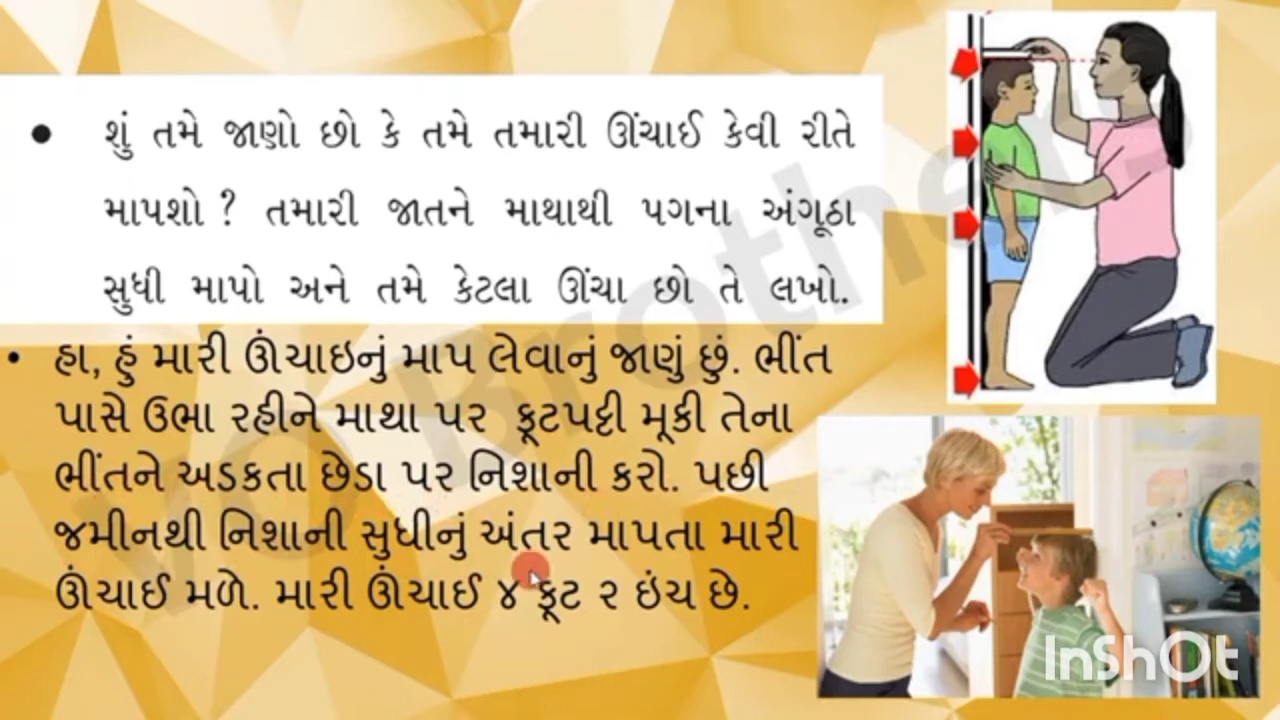 • શું તમે જાણો છો કે તમે તમારી ઊંચાઈ કેવી રીતે
માપશો ? તમારી જાતને માથાથી પગના અંગૂઠા
સુધી માપો અને તમે કેટલા ઊંચા છો તે લખો.
• હા, હું મારી ઊંચાઇનું માપ લેવાનું જાણું છું. ભીંત
પાસે ઉભા રહીને માથા પર ફૂટપટ્ટી મૂકી તેના
ભીંતને અડકતા છેડા પર નિશાની કરો. પછી
જમીનથી નિશાની સુધીનું અંતર માપતા મારી
ઊંચાઈ મળે. મારી ઊંચાઈ ૪ ફૂટ ૨ ઇંચ છે.
InShOt